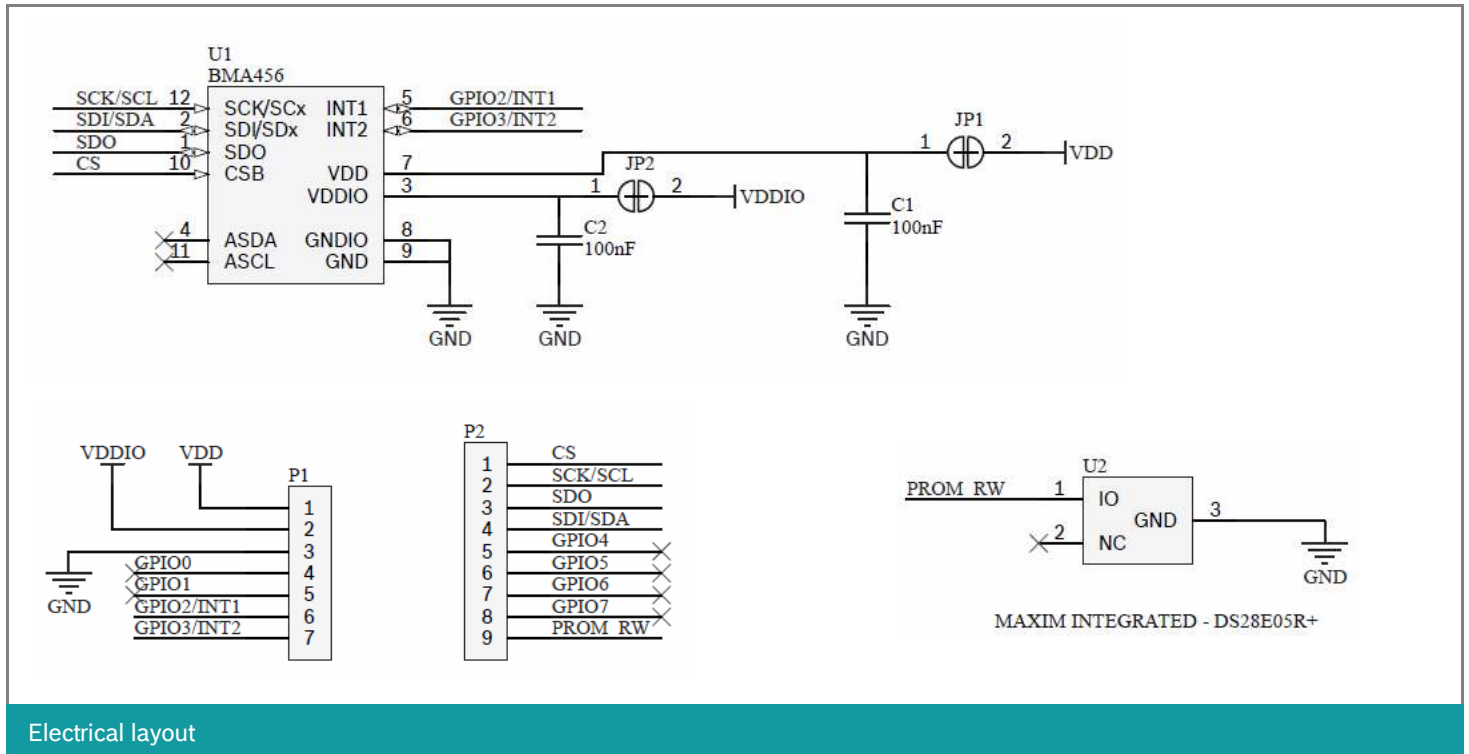 U1
BMA456
SCK/SCL 12 SCK/SCx INT1 5 GPIO2/INT1
SDI/SDA 2 SDI/SDx INT2 6 GPIO3/INT2
SDO 1 SDO
CS 10 CSB VDD 7
VDDIO 3
4 ASDA GNDIO 8
11 ASCL GND 9
JP1
1 2 VDD
JP2
1 2 VDDIO
C1
100nF
C2
100nF
GND GND GND
VDDIO VDD
P1
1
2
3
GPIO0 4
GPIO1 5
GPIO2/INT1 6
GPIO3/INT2 7
GND
P2
1 CS
2 SCK/SCL
3 SDO
4 SDI/SDA
5 GPIO4
6 GPIO5
7 GPIO6
8 GPIO7
9 PROM_RW
U2
PROM_RW 1 IO
GND 3
2 NC
GND
MAXIM INTEGRATED - DS28E05R+
Electrical layout